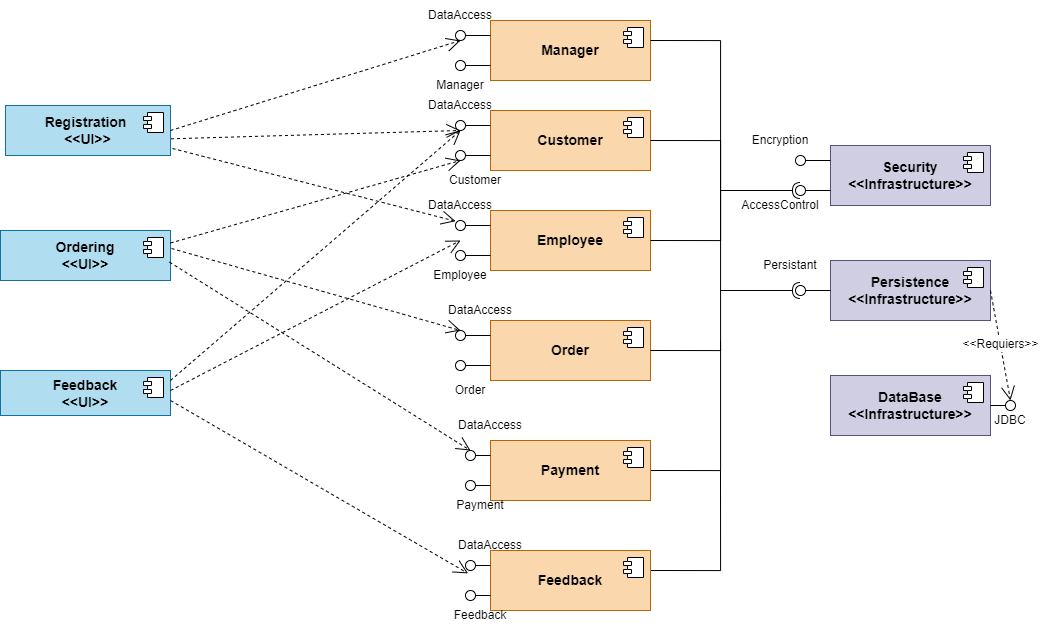 DataAccess
Manager
Manager
DataAccess
Registration
<<UI>>
Customer
Customer
Encryption
Security
<<Infrastructure>>
AccessControl
DataAccess
Ordering
<<UI>>
Employee
Employee
Persistant
Persistence
<<Infrastructure>>
DataAccess
Order
Order
<<Requiers>>
Feedback
<<UI>>
DataBase
<<Infrastructure>>
JDBC
DataAccess
Payment
Payment
DataAccess
Feedback
Feedback